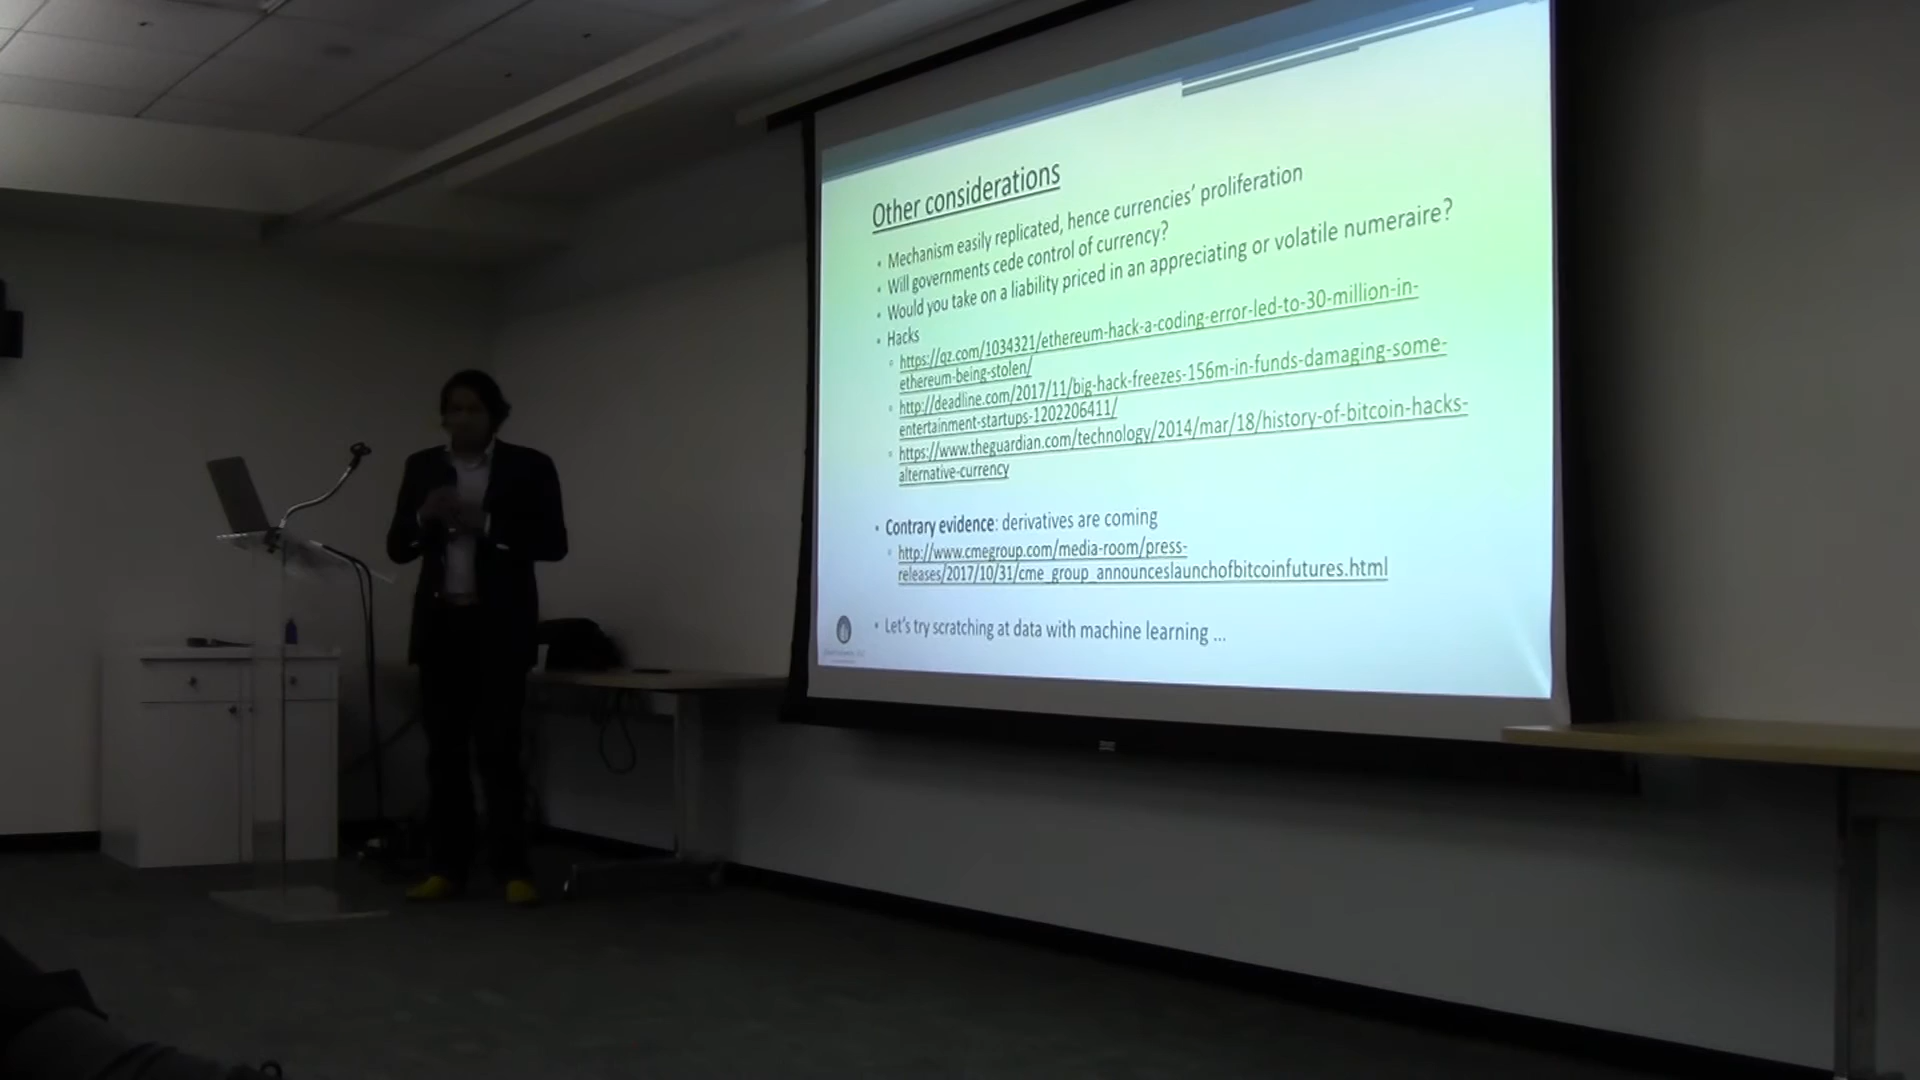 Other considerations
• Mechanism easily replicated, hence currencies' proliferation
• Will governments cede control of currency?
• Would you take on a liability priced in an appreciating or volatile numeraire?
• Hacks
https://qz.com/1034321/ethereum-hack-a-coding-error-led-to-30-million-in-
ethereum-being-stolen/
http://deadline.com/2017/11/big-hack-freezes-156m-in-funds-damaging-some-
entertainment-startups-1202206411/
https://www.theguardian.com/technology/2014/mar/18/history-of-bitcoin-hacks-
alternative-currency
• Contrary evidence: derivatives are coming
http://www.cmegroup.com/media-room/press-
releases/2017/10/31/cme_group_announceslaunchofbitcoinfutures.html
• Let's try scratching at data with machine learning ...